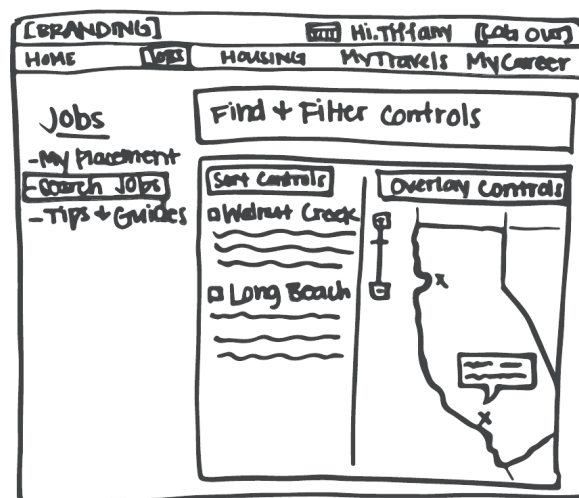 [BRANDING] Hi, Tiffany [Log Out]
HOME JOBS HOUSING MyTravels MyCareer
Jobs
- My Placement
- Search Jobs
- Tips + Guides
Find + Filter Controls
Sort Controls
Walnut Creek
Long Beach
Overlay Controls